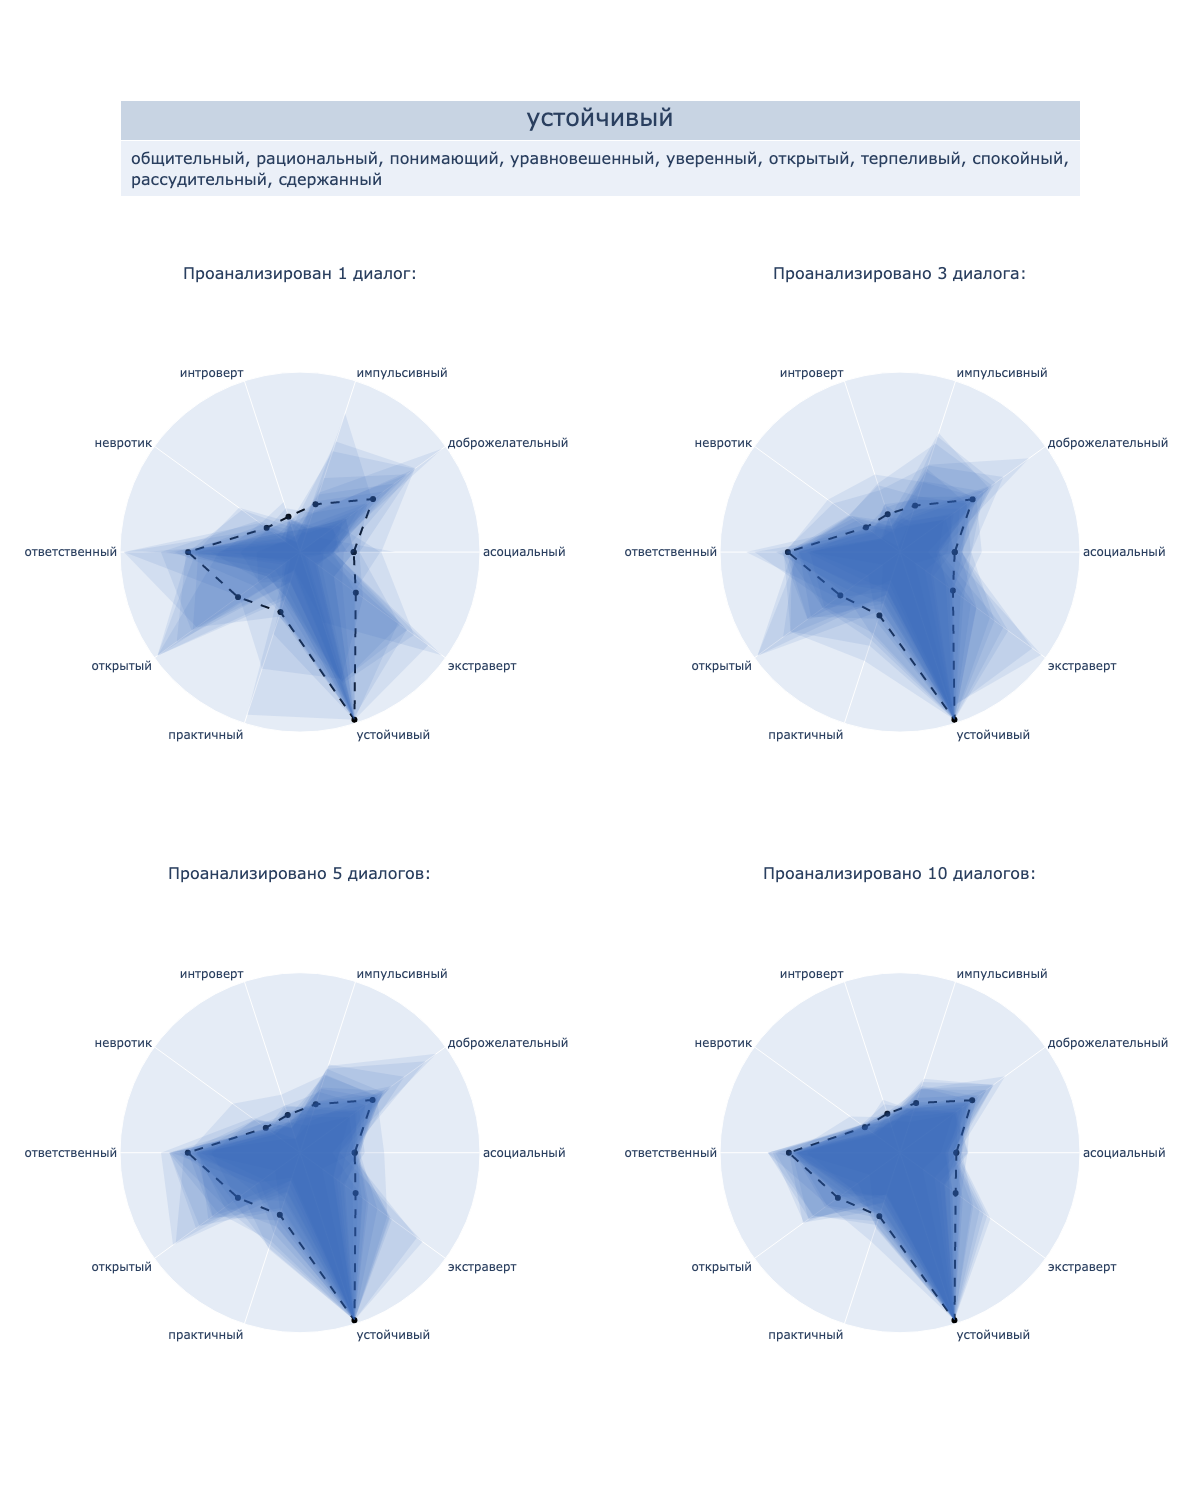 устойчивый
общительный, рациональный, понимающий, уравновешенный, уверенный, открытый, терпеливый, спокойный,
рассудительный, сдержанный
Проанализирован 1 диалог:
интроверт
импульсивный
невротик
доброжелательный
ответственный
асоциальный
открытый
экстраверт
практичный
устойчивый
Проанализировано 3 диалога:
интроверт
импульсивный
невротик
доброжелательный
ответственный
асоциальный
открытый
экстраверт
практичный
устойчивый
Проанализировано 5 диалогов:
интроверт
импульсивный
невротик
доброжелательный
ответственный
асоциальный
открытый
экстраверт
практичный
устойчивый
Проанализировано 10 диалогов:
интроверт
импульсивный
невротик
доброжелательный
ответственный
асоциальный
открытый
экстраверт
практичный
устойчивый